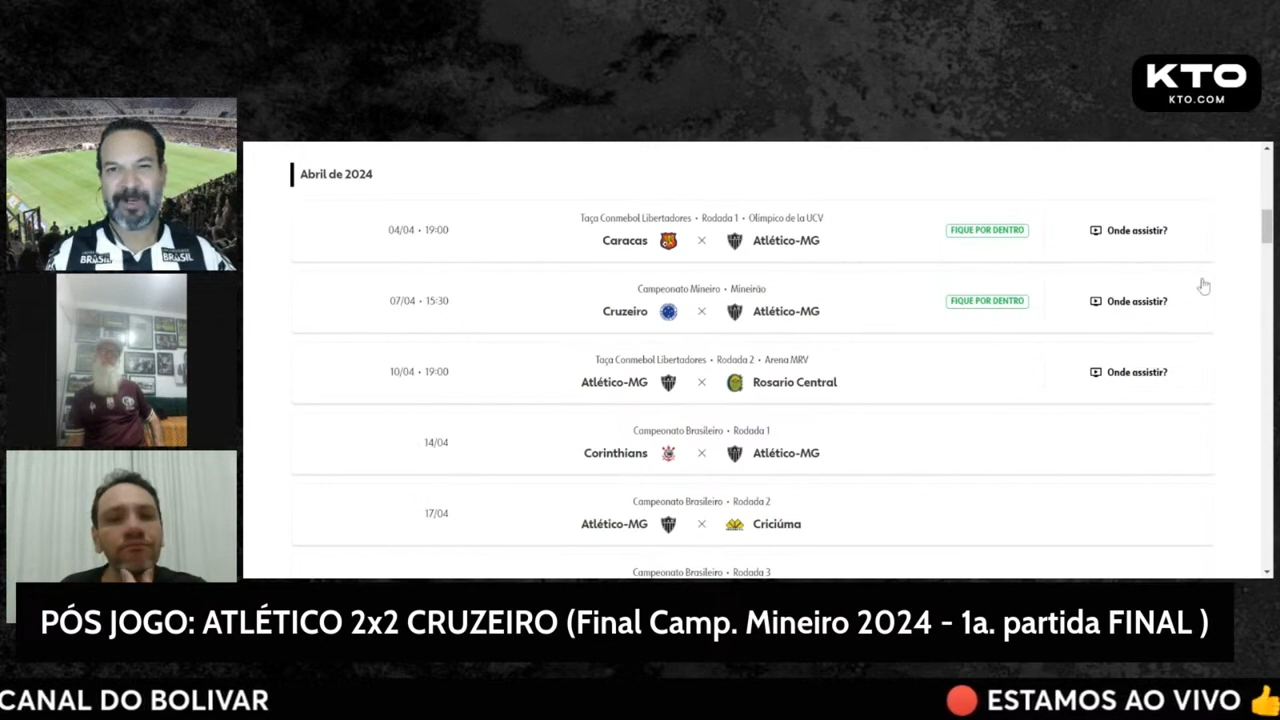 KTO
KTO.COM
BRASIL
BRASIL
Abril de 2024
Taça Conmebol Libertadores • Rodada 1 • Olímpico de la UCV
04/04 • 19:00
Caracas × Atlético-MG
FIQUE POR DENTRO
Onde assistir?
Campeonato Mineiro • Mineirão
07/04 • 15:30
Cruzeiro × Atlético-MG
FIQUE POR DENTRO
Onde assistir?
Taça Conmebol Libertadores • Rodada 2 • Arena MRV
10/04 • 19:00
Atlético-MG × Rosario Central
Onde assistir?
Campeonato Brasileiro • Rodada 1
14/04
Corinthians × Atlético-MG
Campeonato Brasileiro • Rodada 2
17/04
Atlético-MG × Criciúma
Campeonato Brasileiro • Rodada 3
PÓS JOGO: ATLÉTICO 2x2 CRUZEIRO (Final Camp. Mineiro 2024 - 1a. partida FINAL )
CANAL DO BOLIVAR
ESTAMOS AO VIVO